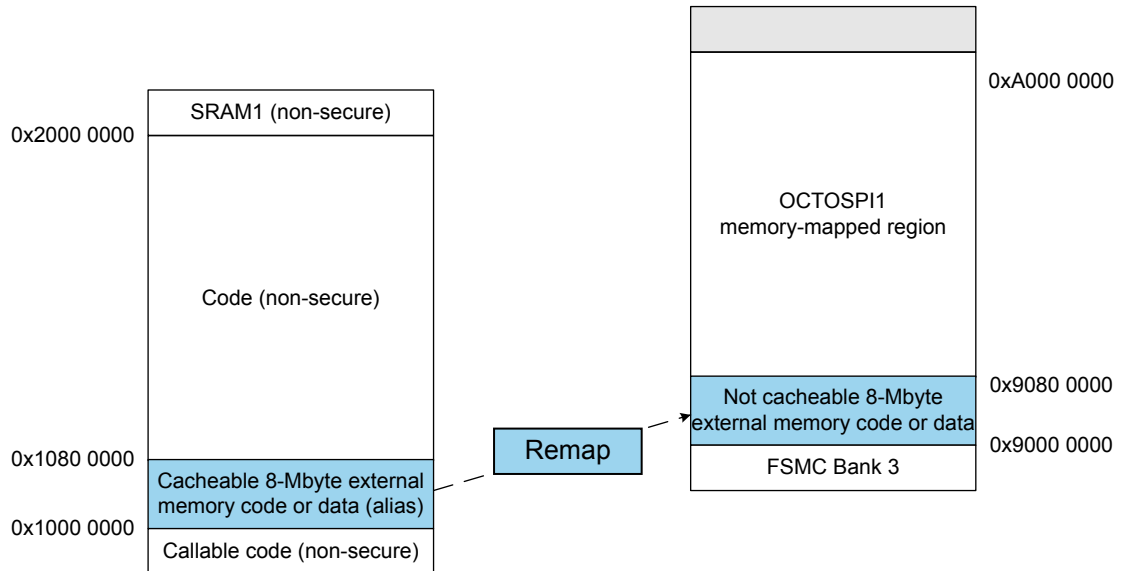 SRAM1 (non-secure)
0x2000 0000
Code (non-secure)
0x1080 0000
Cacheable 8-Mbyte external
memory code or data (alias)
0x1000 0000
Callable code (non-secure)
Remap
0xA000 0000
OCTOSPI1
memory-mapped region
0x9080 0000
Not cacheable 8-Mbyte
external memory code or data
0x9000 0000
FSMC Bank 3